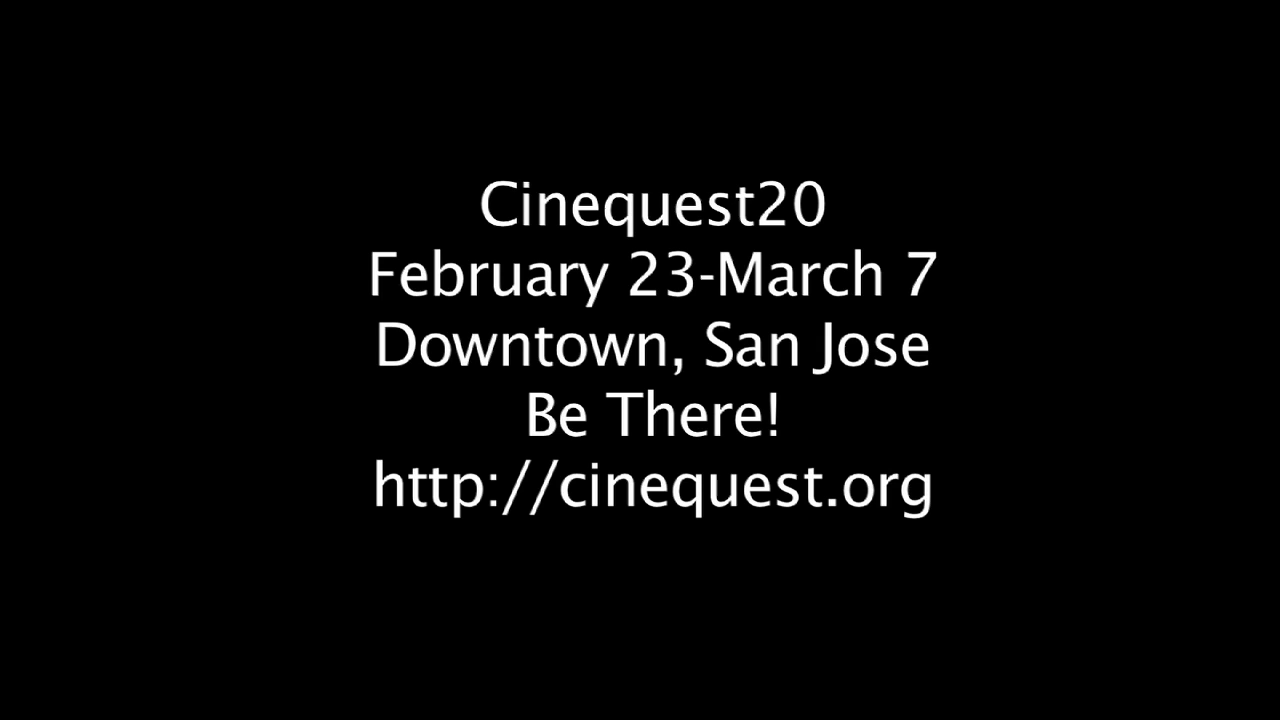 Cinequest20
February 23-March 7
Downtown, San Jose
Be There!
http://cinequest.org